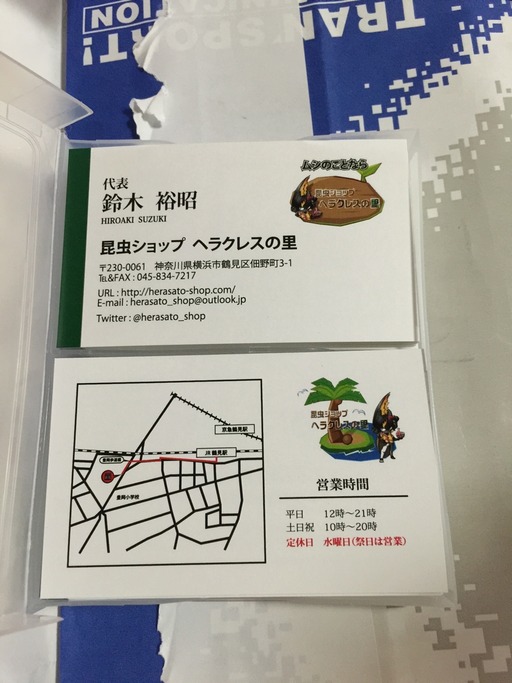 TRANSPORT!
ムシのことなら
昆虫ショップ
ヘラクレスの里
代表
鈴木 裕昭
HIROAKI SUZUKI
昆虫ショップ ヘラクレスの里
〒230-0061 神奈川県横浜市鶴見区佃野町3-1
℡&FAX : 045-834-7217
URL : http://herasato-shop.com/
E-mail : herasato_shop@outlook.jp
Twitter : @herasato_shop
京急鶴見駅
JR鶴見駅
豊岡小学校
昆虫ショップ
ヘラクレスの里
営業時間
平日 12時～21時
土日祝 10時～20時
定休日 水曜日(祭日は営業)